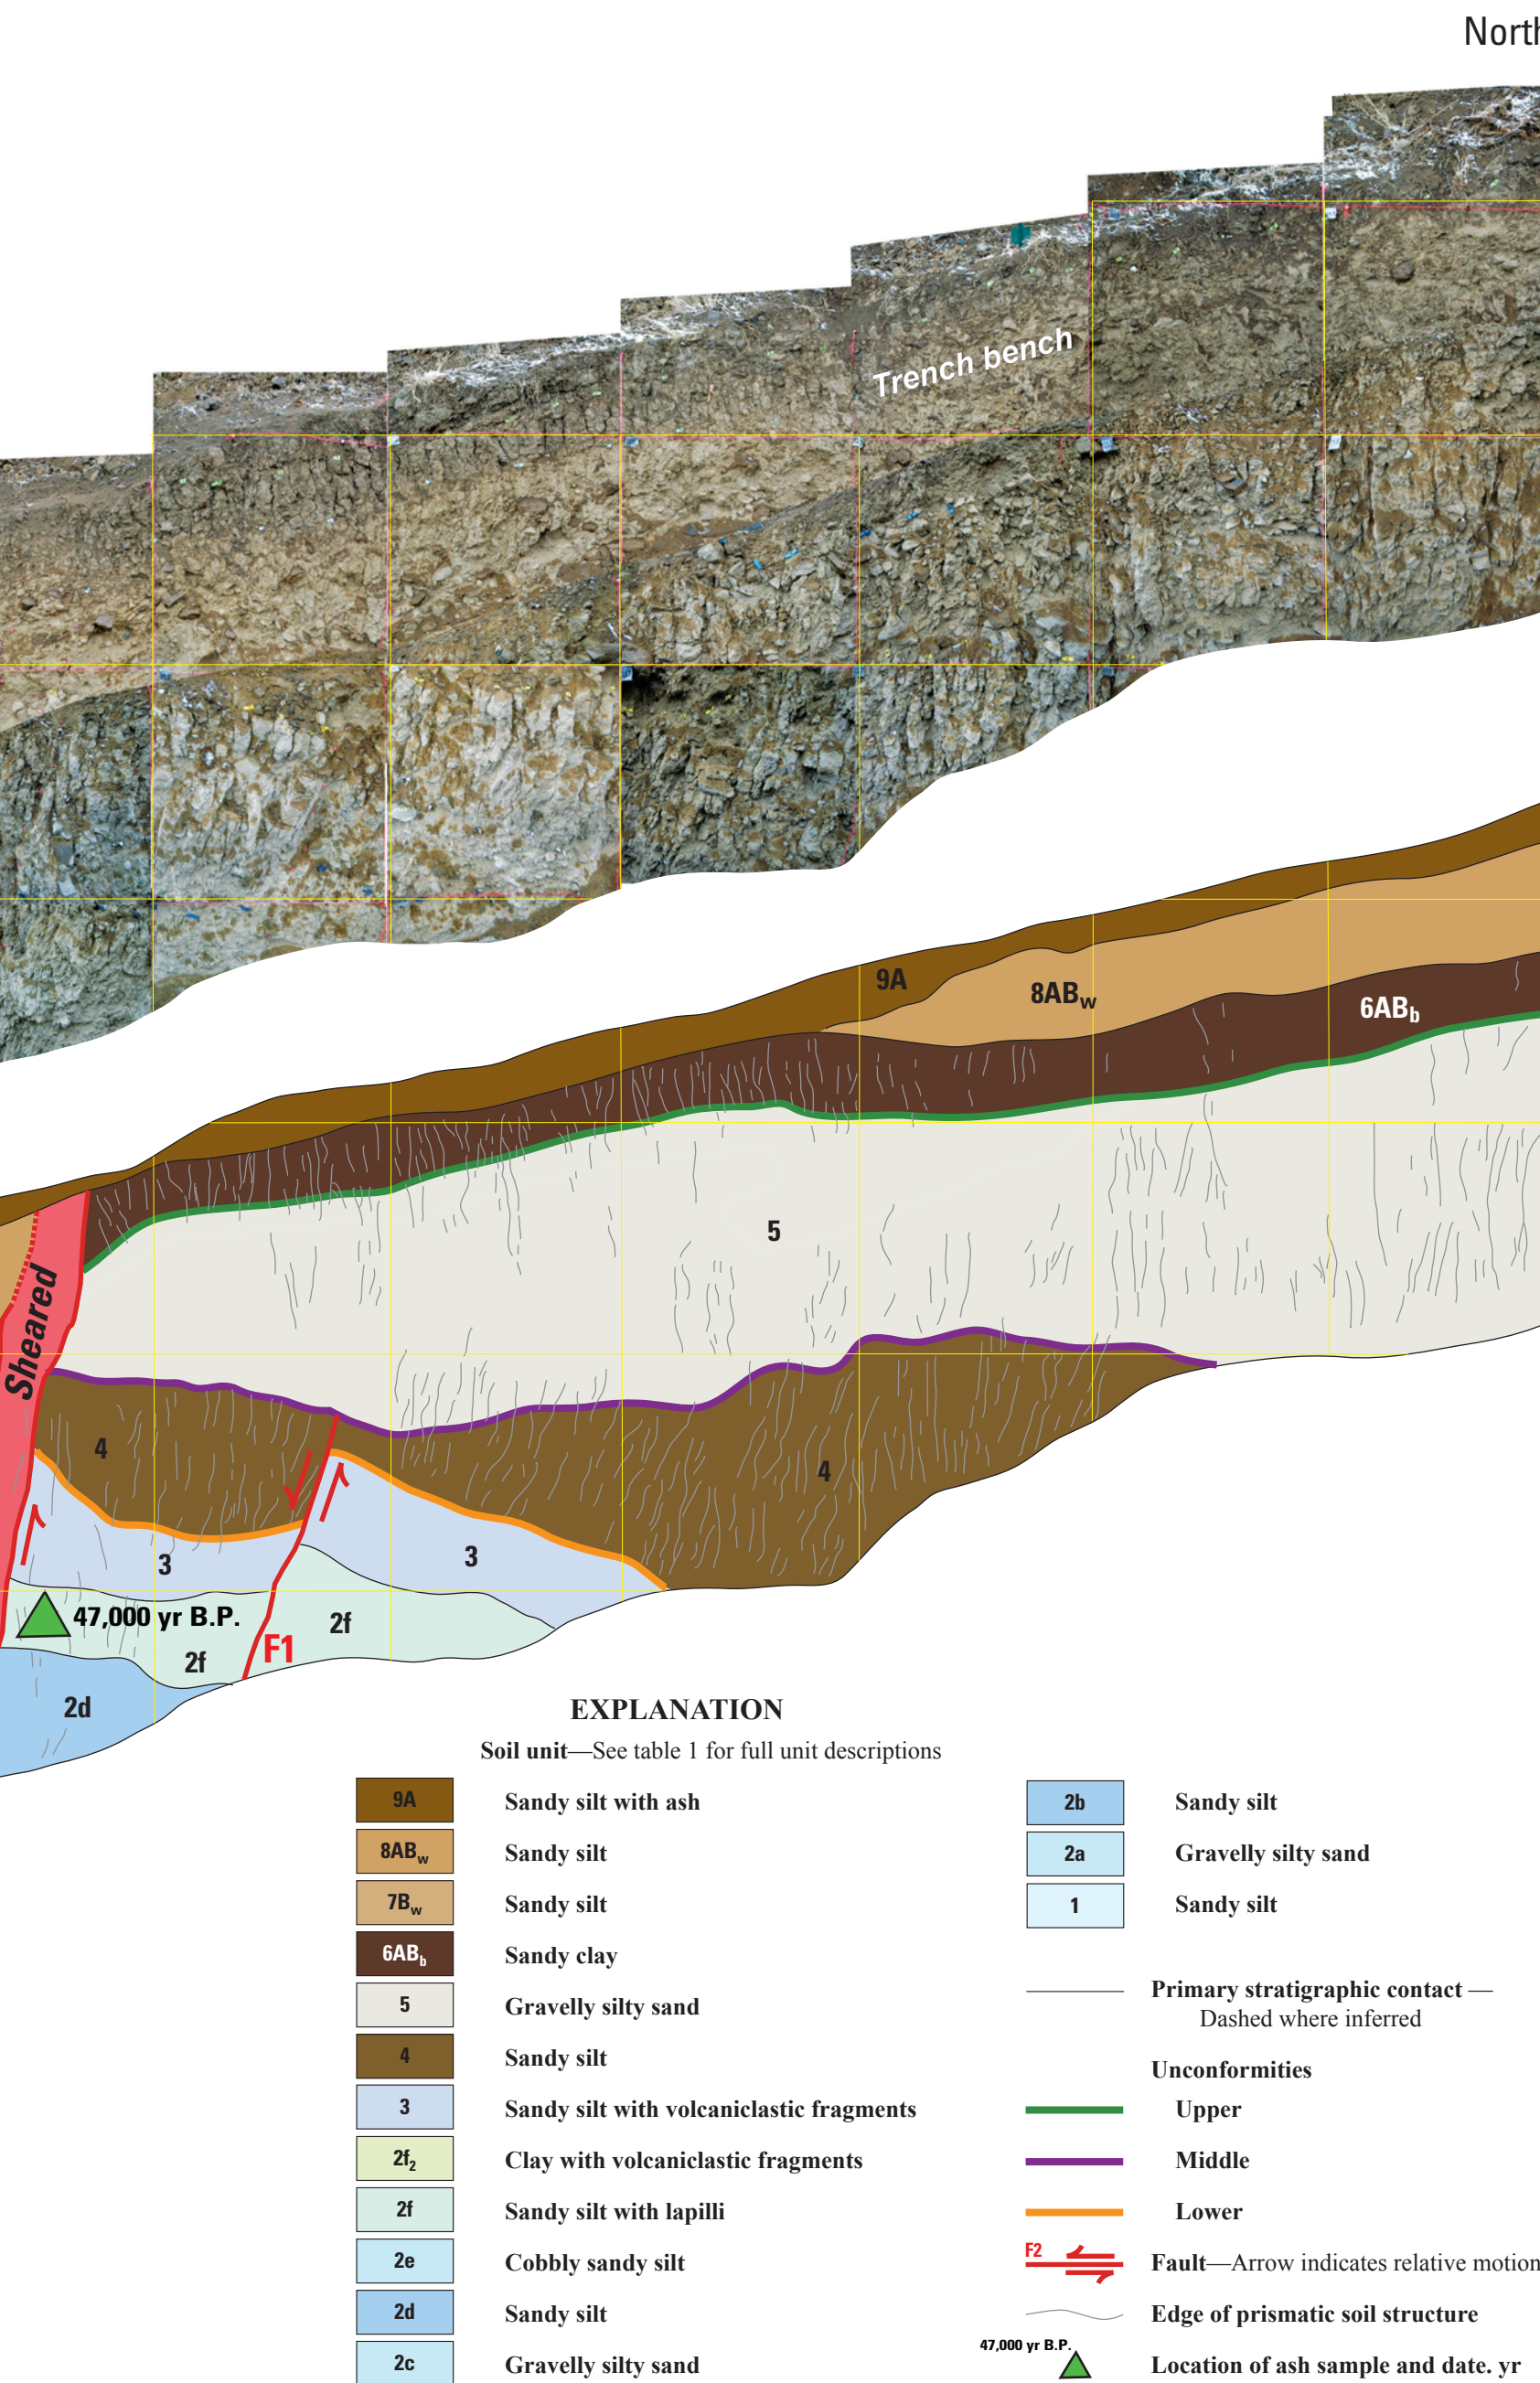 North
Trench bench
9A
8ABw
6ABb
5
Sheared
4
4
3
3
47,000 yr B.P.
2f
2f
F1
2d
EXPLANATION
Soil unit—See table 1 for full unit descriptions
9A Sandy silt with ash
8ABw Sandy silt
7Bw Sandy silt
6ABb Sandy clay
5 Gravelly silty sand
4 Sandy silt
3 Sandy silt with volcaniclastic fragments
2f2 Clay with volcaniclastic fragments
2f Sandy silt with lapilli
2e Cobbly sandy silt
2d Sandy silt
2c Gravelly silty sand
2b Sandy silt
2a Gravelly silty sand
1 Sandy silt
Primary stratigraphic contact —
Dashed where inferred
Unconformities
Upper
Middle
Lower
F2 Fault—Arrow indicates relative motion
Edge of prismatic soil structure
47,000 yr B.P.
Location of ash sample and date. yr